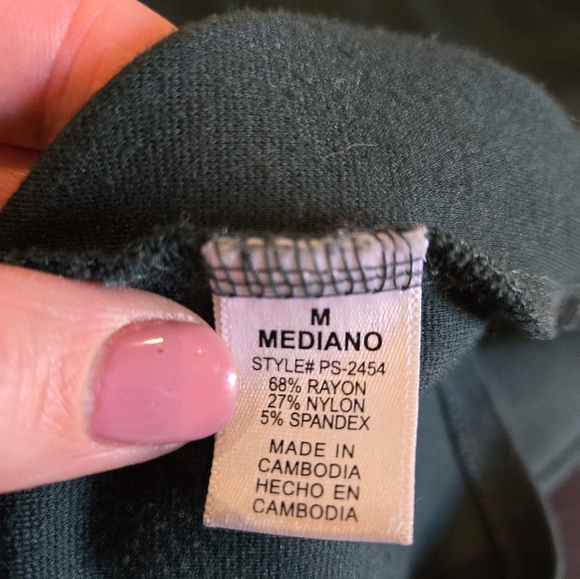 M
MEDIANO
STYLE# PS-2454
68% RAYON
27% NYLON
5% SPANDEX
MADE IN
CAMBODIA
HECHO EN
CAMBODIA